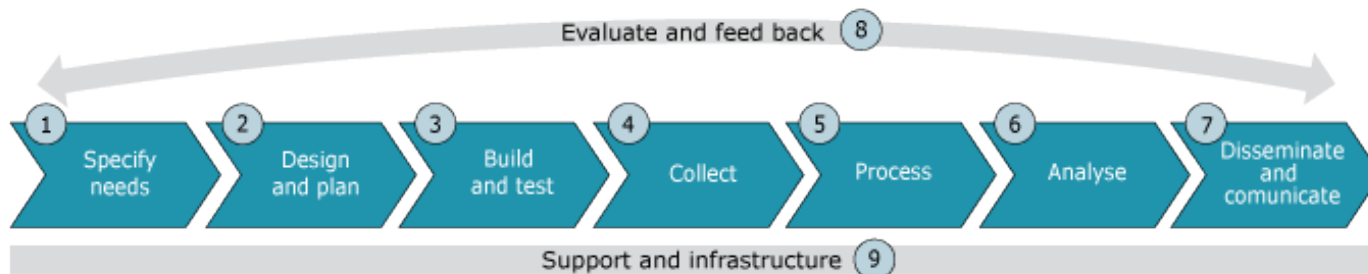 Evaluate and feed back 8
1
Specify
needs
2
Design
and plan
3
Build
and test
4
Collect
5
Process
6
Analyse
7
Disseminate
and
comunicate
Support and infrastructure 9